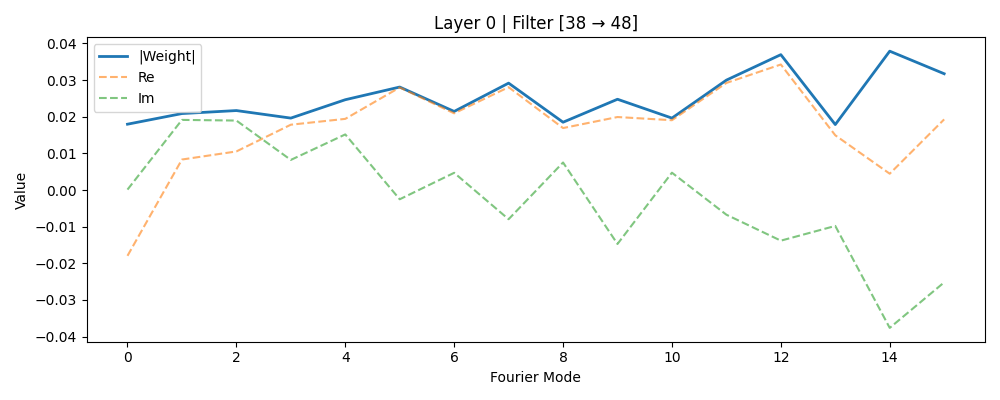 Layer 0 | Filter [38 → 48]
|Weight|
Re
Im
Value
0.04
0.03
0.02
0.01
0.00
−0.01
−0.02
−0.03
−0.04
0 2 4 6 8 10 12 14
Fourier Mode